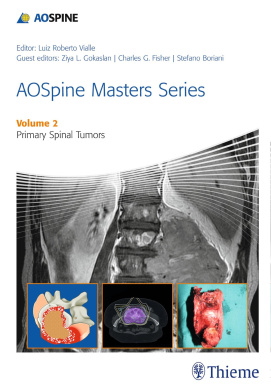 AOSPINE
Editor: Luiz Roberto Vialle
Guest editors: Ziya L. Gokaslan | Charles G. Fisher | Stefano Boriani
AOSpine Masters Series
Volume 2
Primary Spinal Tumors
Thieme